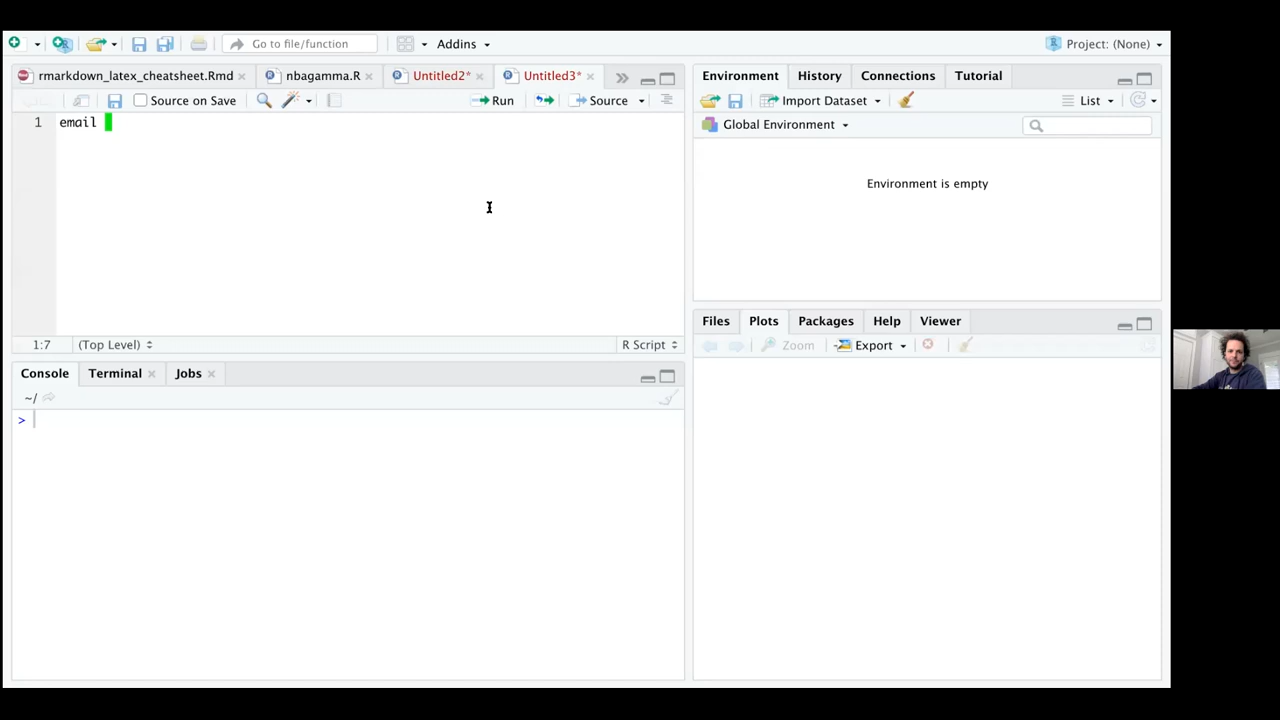 Go to file/function
Addins
Project: (None)
rmarkdown_latex_cheatsheet.Rmd
nbagamma.R
Untitled2*
Untitled3*
Source on Save
Run
Source
1 email
1:7 (Top Level) R Script
Console Terminal Jobs
~/
>
Environment History Connections Tutorial
Import Dataset
List
Global Environment
Environment is empty
Files Plots Packages Help Viewer
Zoom Export